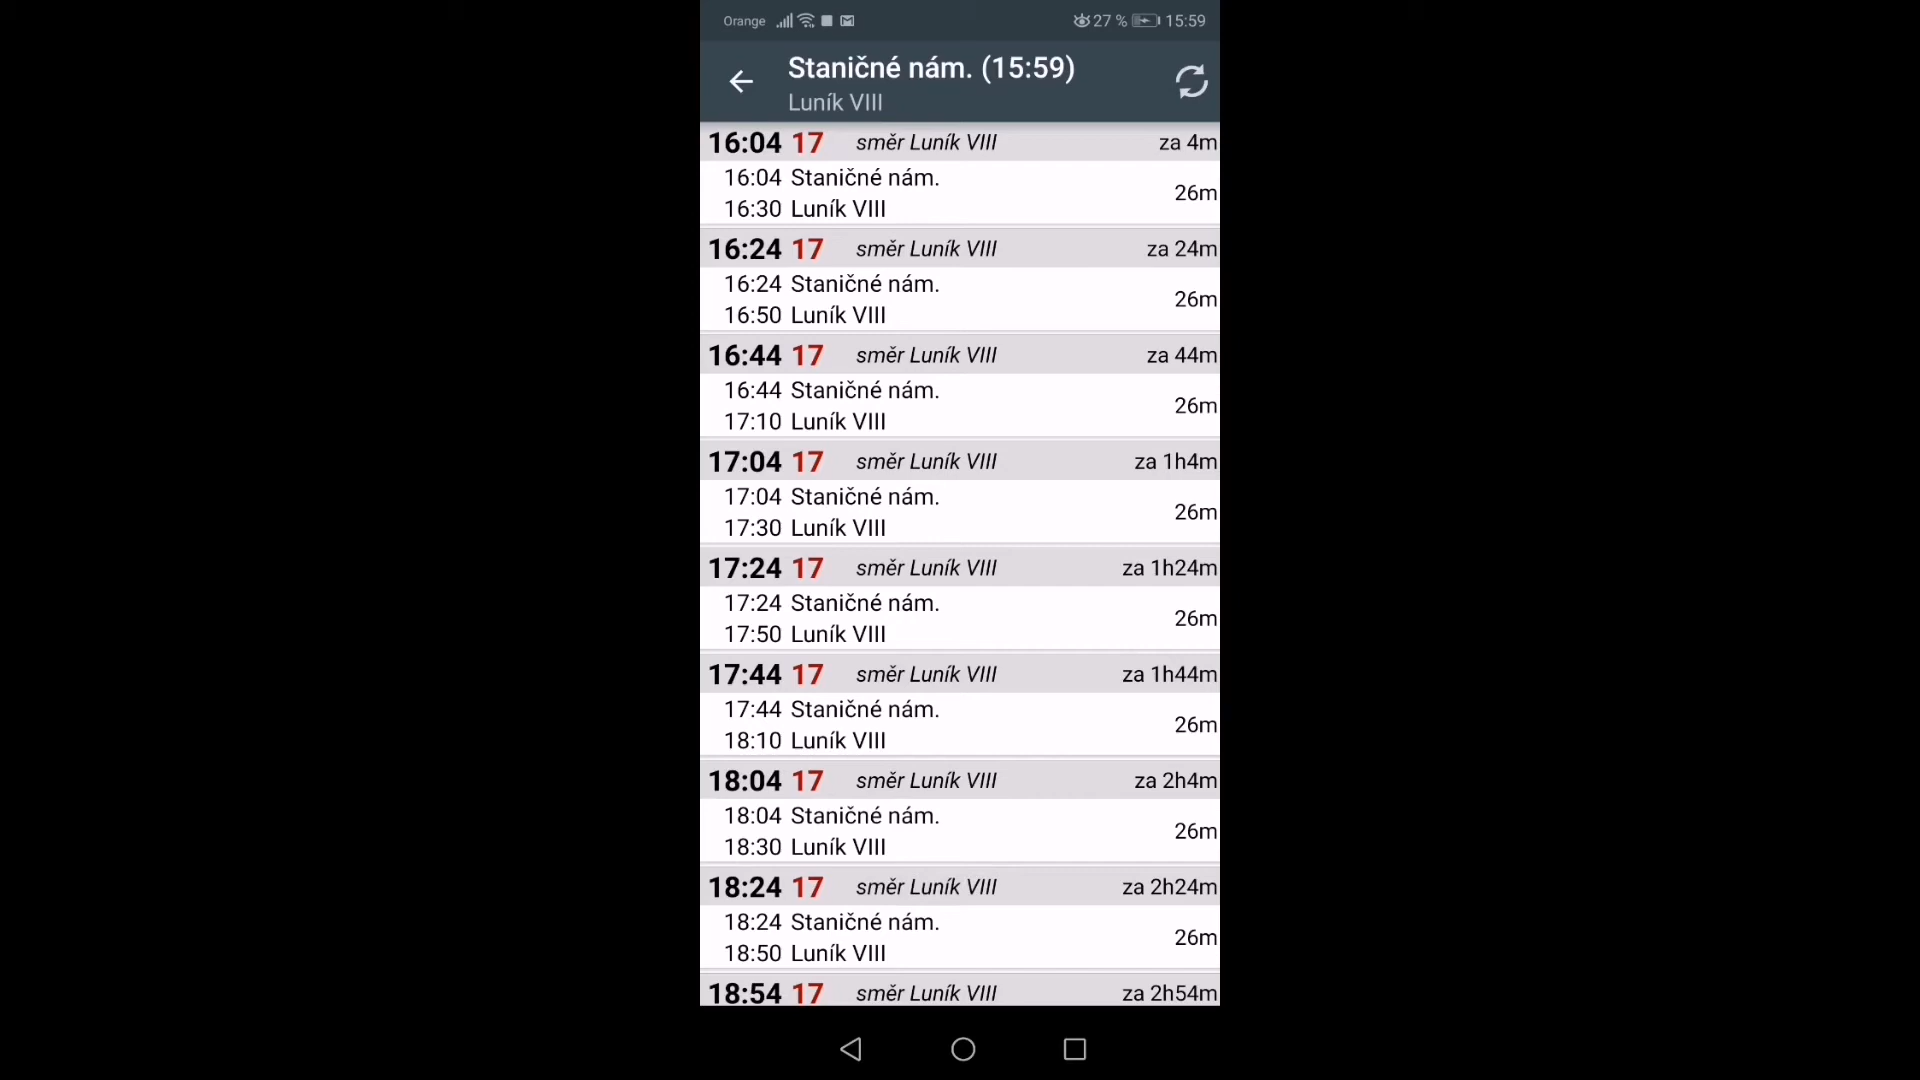 Orange 27 % 15:59
Staničné nám. (15:59)
Luník VIII
16:04 17 směr Luník VIII za 4m
16:04 Staničné nám.
26m
16:30 Luník VIII
16:24 17 směr Luník VIII za 24m
16:24 Staničné nám.
26m
16:50 Luník VIII
16:44 17 směr Luník VIII za 44m
16:44 Staničné nám.
26m
17:10 Luník VIII
17:04 17 směr Luník VIII za 1h4m
17:04 Staničné nám.
26m
17:30 Luník VIII
17:24 17 směr Luník VIII za 1h24m
17:24 Staničné nám.
26m
17:50 Luník VIII
17:44 17 směr Luník VIII za 1h44m
17:44 Staničné nám.
26m
18:10 Luník VIII
18:04 17 směr Luník VIII za 2h4m
18:04 Staničné nám.
26m
18:30 Luník VIII
18:24 17 směr Luník VIII za 2h24m
18:24 Staničné nám.
26m
18:50 Luník VIII
18:54 17 směr Luník VIII za 2h54m